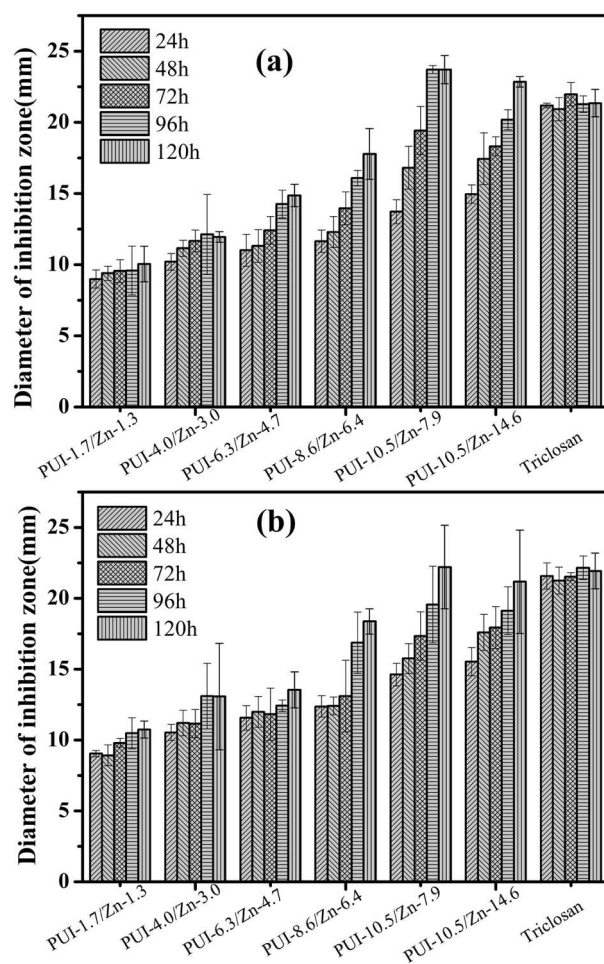 (a)
24h
48h
72h
96h
120h
Diameter of inhibition zone(mm)
25
20
15
10
5
0
PUI-1.7/Zn-1.3
PUI-4.0/Zn-3.0
PUI-6.3/Zn-4.7
PUI-8.6/Zn-6.4
PUI-10.5/Zn-7.9
PUI-10.5/Zn-14.6
Triclosan
(b)
24h
48h
72h
96h
120h
Diameter of inhibition zone(mm)
25
20
15
10
5
0
PUI-1.7/Zn-1.3
PUI-4.0/Zn-3.0
PUI-6.3/Zn-4.7
PUI-8.6/Zn-6.4
PUI-10.5/Zn-7.9
PUI-10.5/Zn-14.6
Triclosan